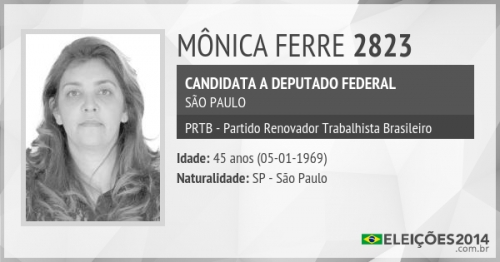 MÔNICA FERRE 2823
CANDIDATA A DEPUTADO FEDERAL
SÃO PAULO
PRTB - Partido Renovador Trabalhista Brasileiro
Idade: 45 anos (05-01-1969)
Naturalidade: SP - São Paulo
ELEIÇÕES2014
.com.br